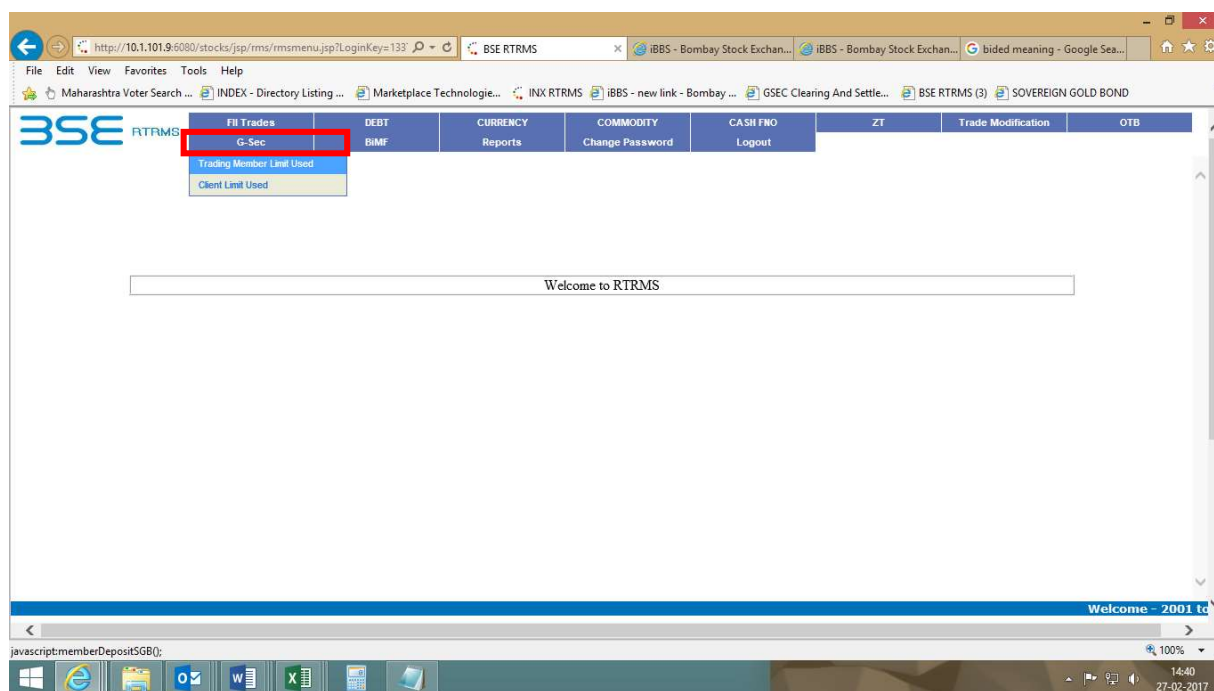 http://10.1.101.9:6080/stocks/jsp/rms/rmsmenu.jsp?LoginKey=133
BSE RTRMS
iBBS - Bombay Stock Exchan...
iBBS - Bombay Stock Exchan...
bided meaning - Google Sea...
File Edit View Favorites Tools Help
Maharashtra Voter Search ... INDEX - Directory Listing ... Marketplace Technologie... INX RTRMS iBBS - new link - Bombay ... GSEC Clearing And Settle... BSE RTRMS (3) SOVEREIGN GOLD BOND
BSE RTRMS
FII Trades DEBT CURRENCY COMMODITY CASH FNO ZT Trade Modification OTB
G-Sec BiMF Reports Change Password Logout
Trading Member Limit Used
Client Limit Used
Welcome to RTRMS
Welcome - 2001 to
javascript:memberDepositSGB();
100%
14:40
27-02-2017